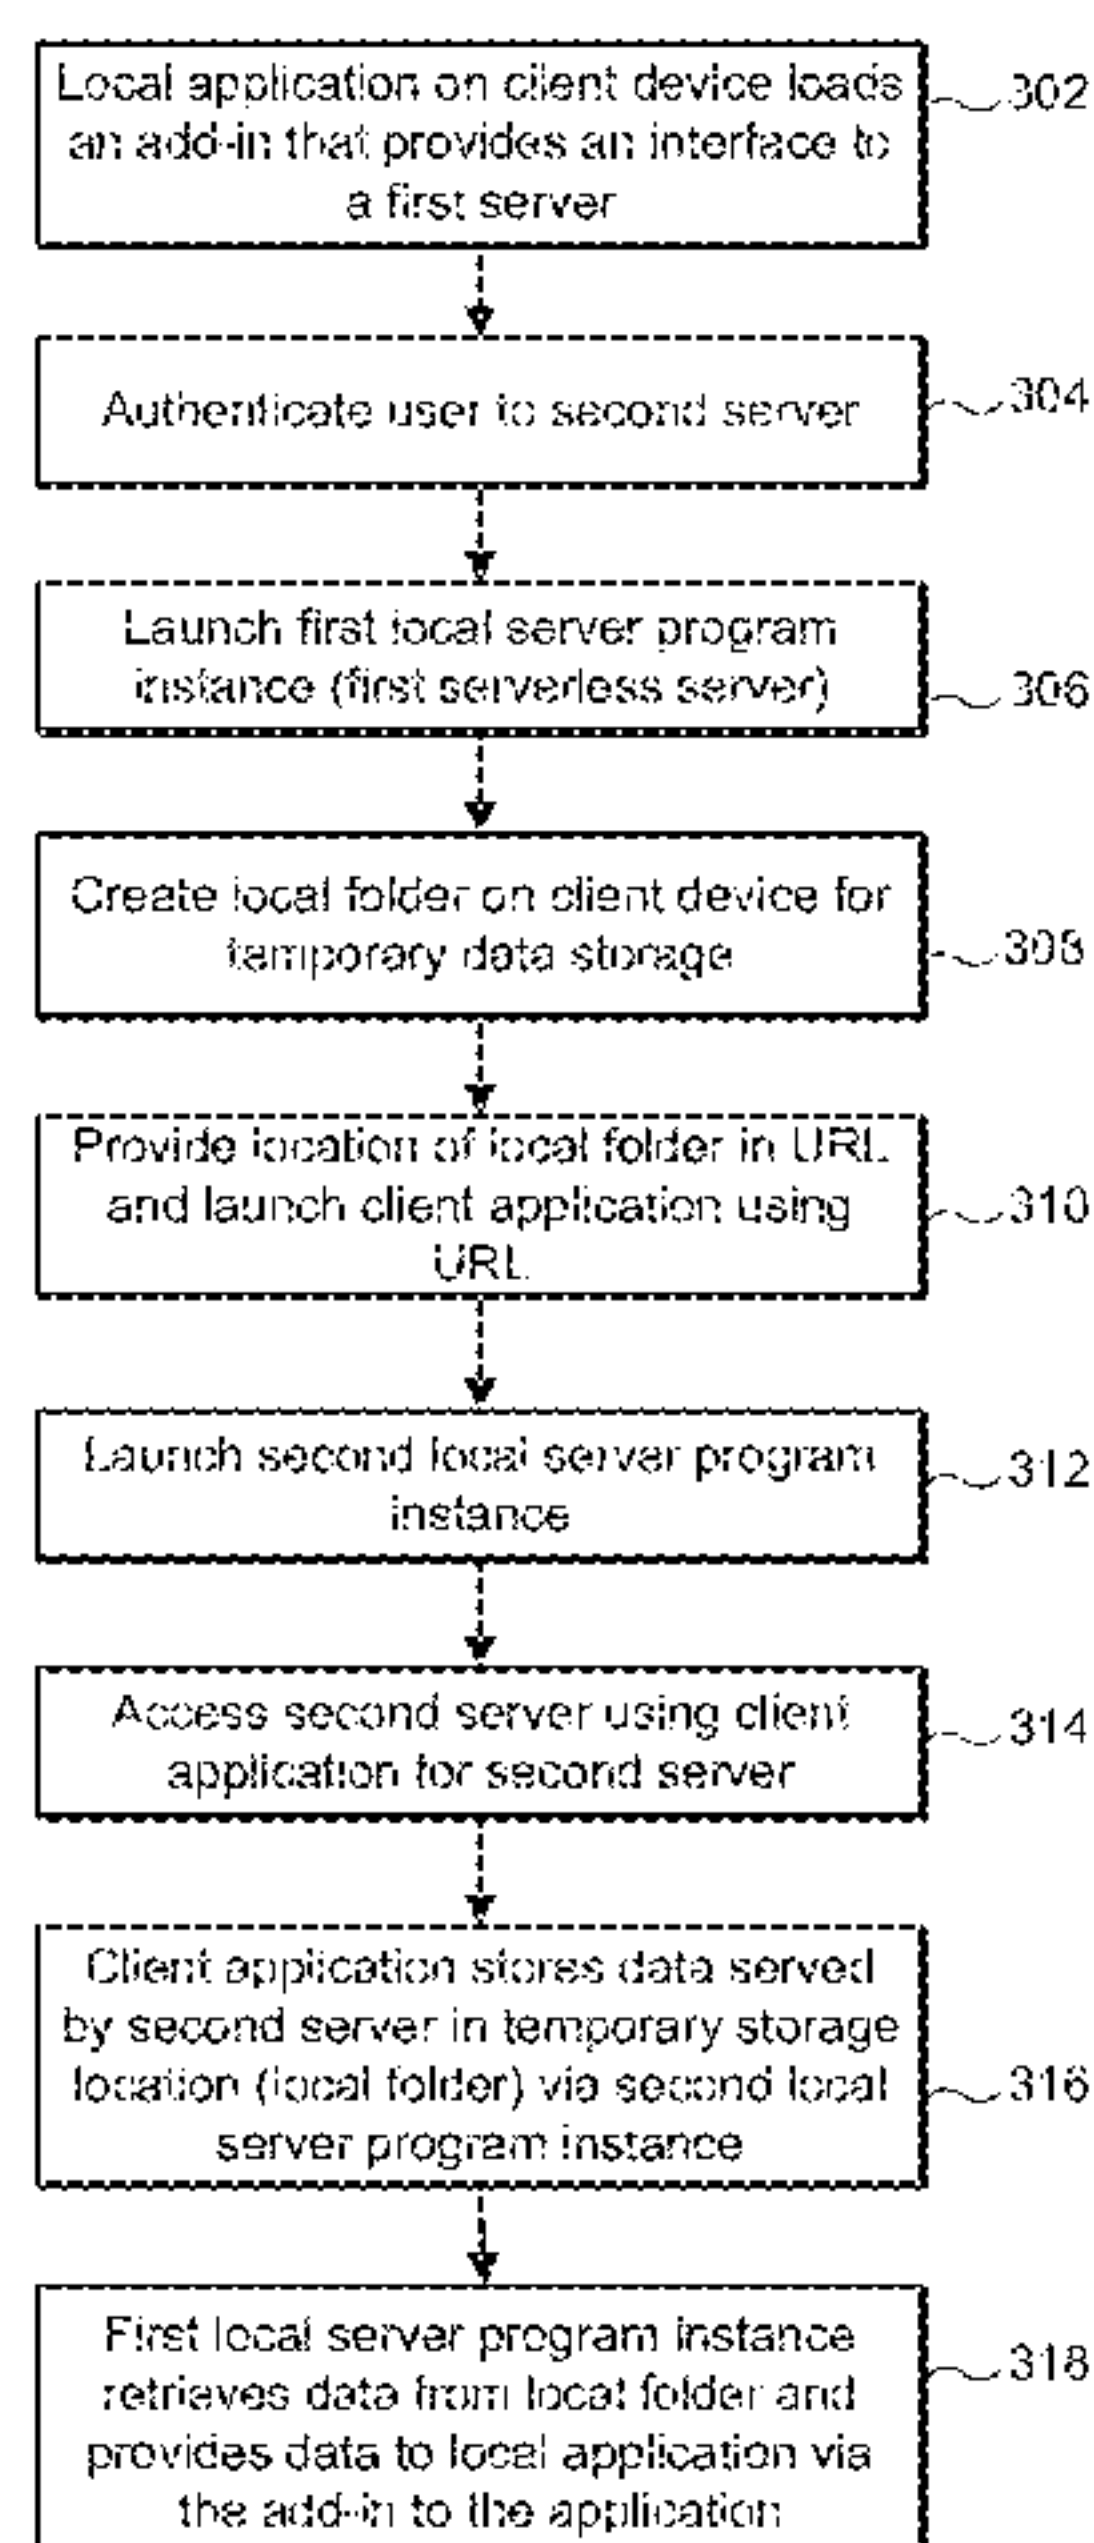 Local application on client device loads
an add-in that provides an interface to
a first server
302
Authenticate user to second server
304
Launch first local server program
instance (first serverless server)
306
Create local folder on client device for
temporary data storage
308
Provide location of local folder in URL
and launch client application using
URL
310
Launch second local server program
instance
312
Access second server using client
application for second server
314
Client application stores data served
by second server in temporary storage
location (local folder) via second local
server program instance
316
First local server program instance
retrieves data from local folder and
provides data to local application via
the add-in to the application
318